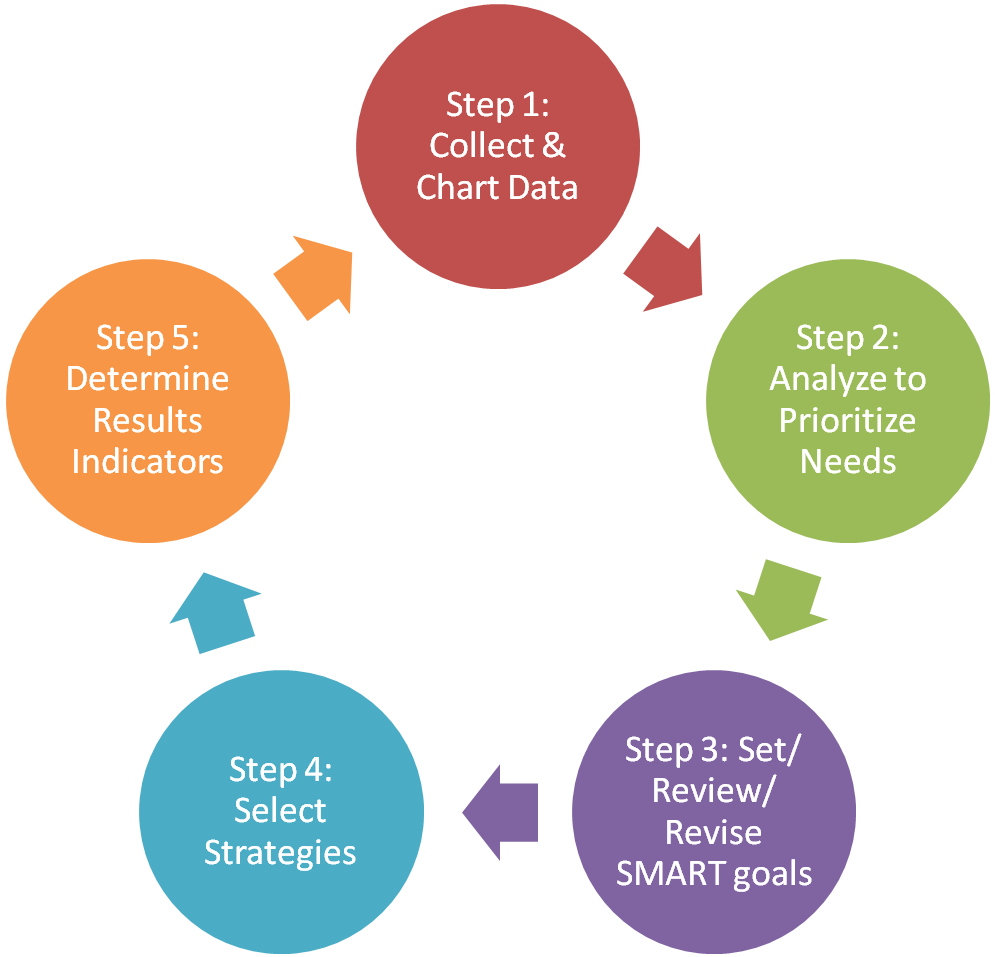 Step 1:
Collect &
Chart Data
Step 2:
Analyze to
Prioritize
Needs
Step 3: Set/
Review/
Revise
SMART goals
Step 4:
Select
Strategies
Step 5:
Determine
Results
Indicators